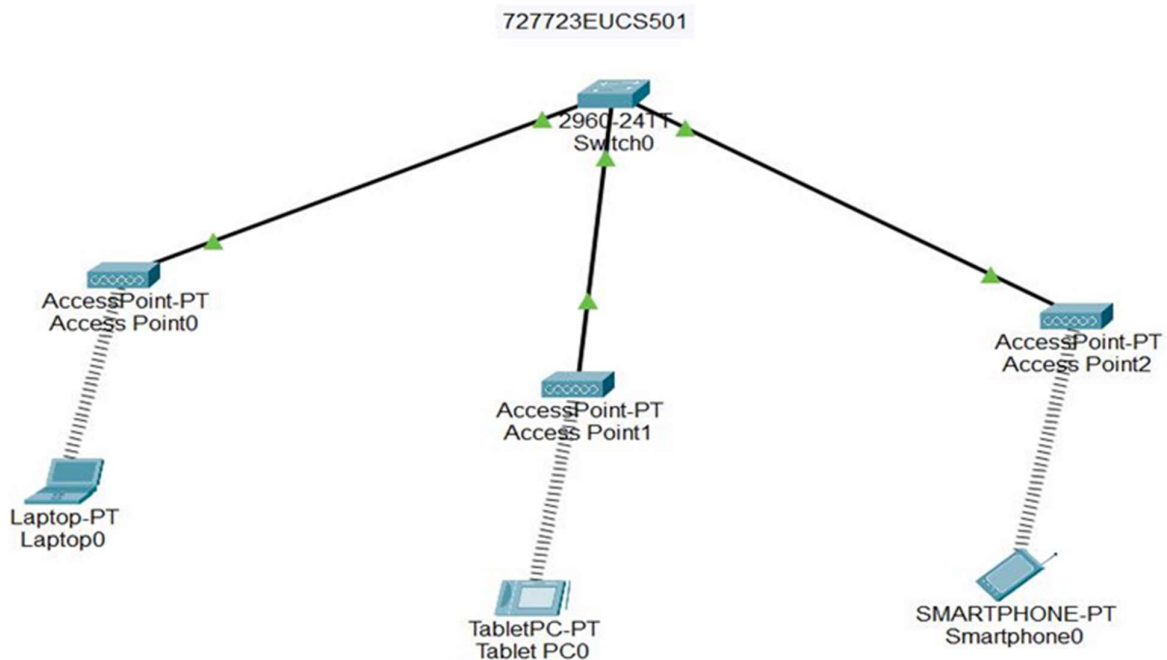 727723EUCS501
2960-24TT
Switch0
AccessPoint-PT
Access Point0
AccessPoint-PT
Access Point2
AccessPoint-PT
Access Point1
Laptop-PT
Laptop0
TabletPC-PT
Tablet PC0
SMARTPHONE-PT
Smartphone0